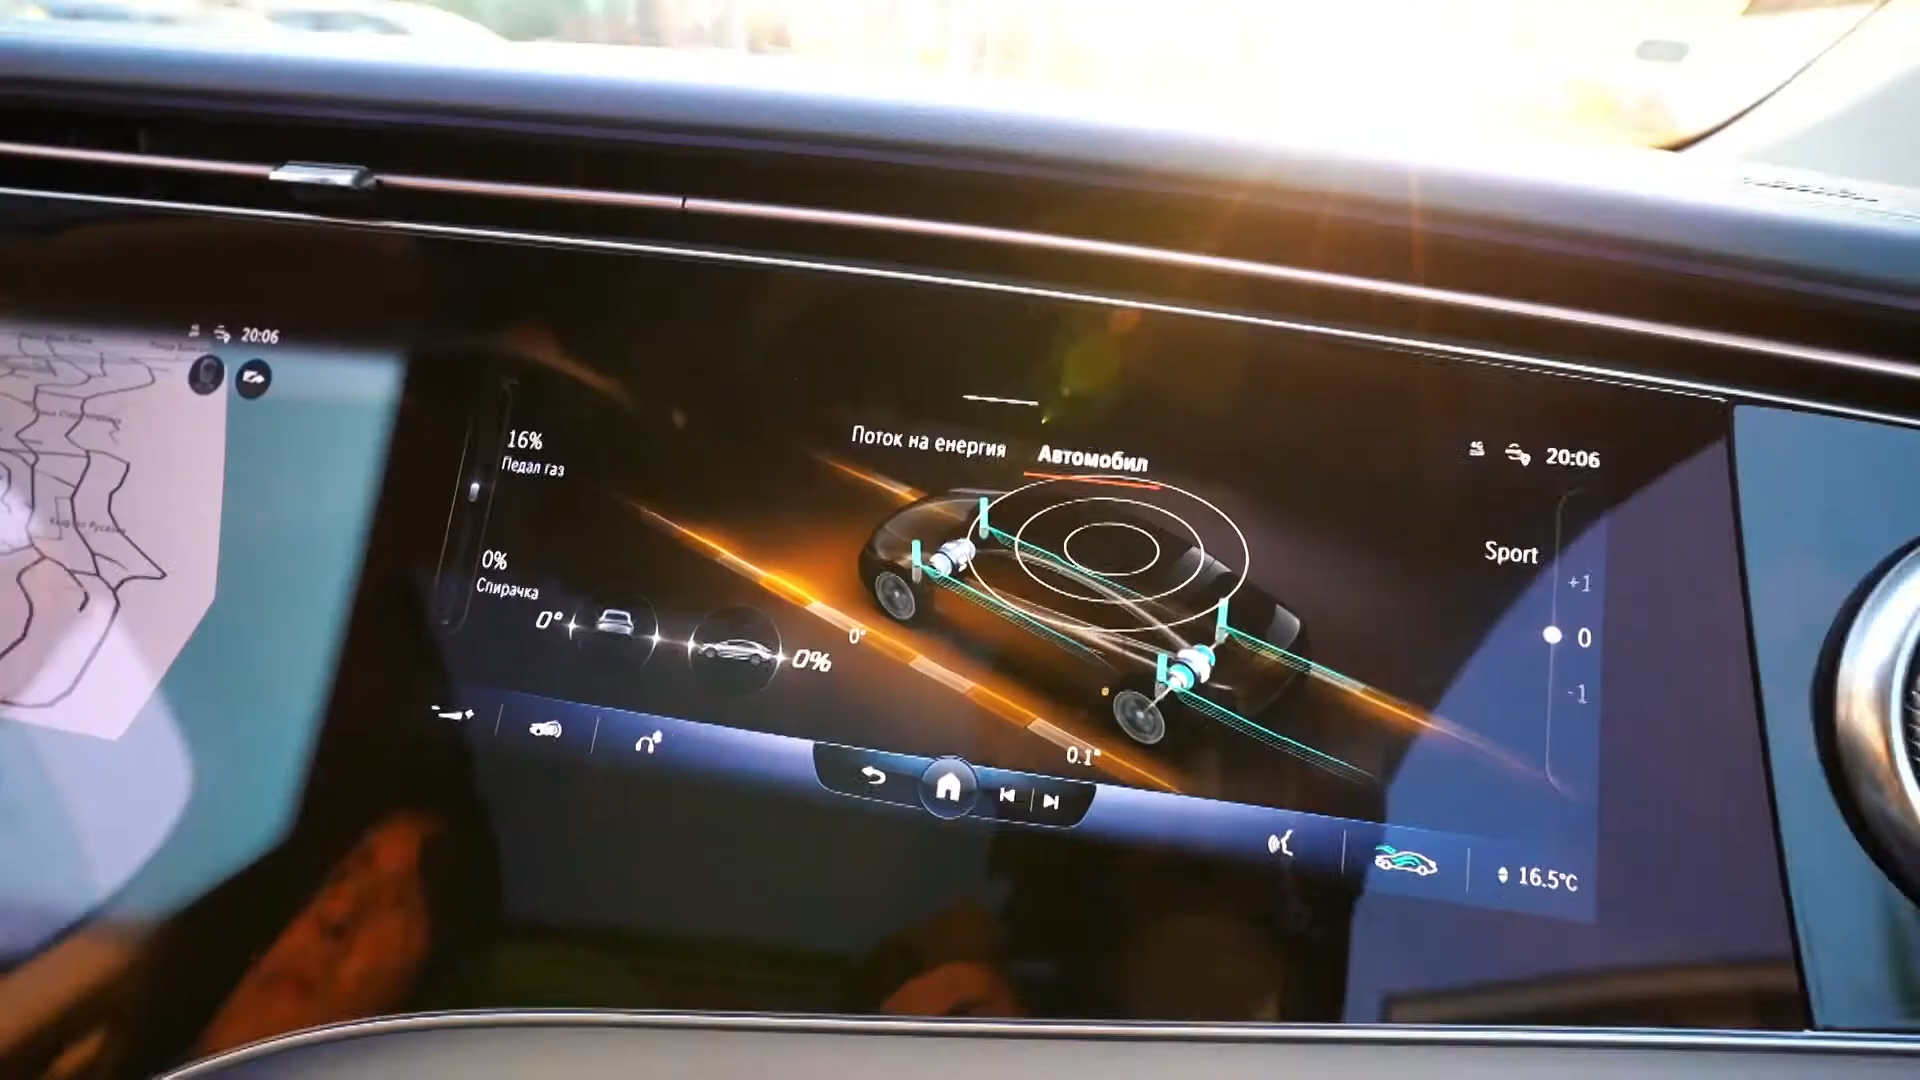 20:06
16%
Педал газ
Поток на енергия
Автомобил
20:06
Sport
+1
0
-1
0%
Спирачка
0°
0%
0°
0.1°
16.5°C